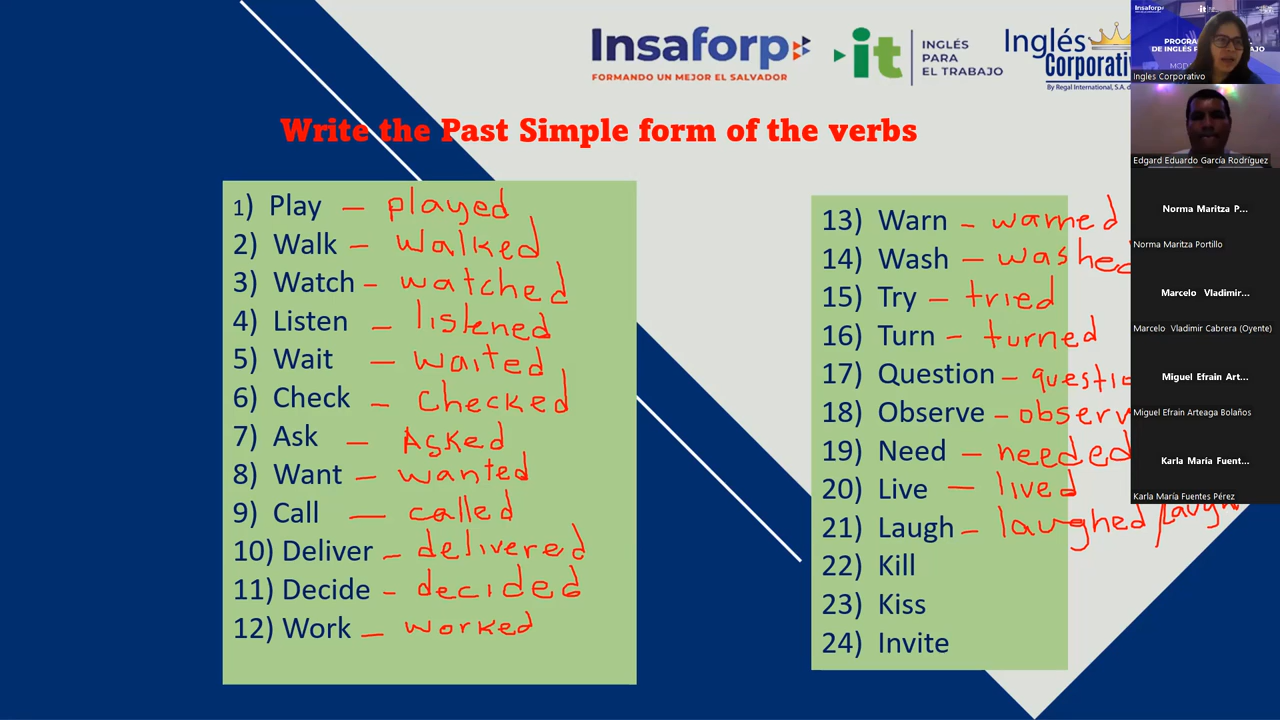 Insaforp
FORMANDO UN MEJOR EL SALVADOR
it
INGLÉS
PARA
EL TRABAJO
Inglés
Corporativ
By Regal International, S.A. d
Write the Past Simple form of the verbs
1) Play – played
2) Walk – walked
3) Watch – watched
4) Listen – listened
5) Wait – waited
6) Check – checked
7) Ask – Asked
8) Want – wanted
9) Call – called
10) Deliver – delivered
11) Decide – decided
12) Work – worked
13) Warn – warned
14) Wash – washed
15) Try – tried
16) Turn – turned
17) Question – questio
18) Observe – observ
19) Need – needed
20) Live – lived
21) Laugh – laughed /
22) Kill
23) Kiss
24) Invite
Insaforp
it
Ingles Corporativo
Edgard Eduardo García Rodríguez
Norma Maritza P...
Norma Maritza Portillo
Marcelo Vladimir...
Marcelo Vladimir Cabrera (Oyente)
Miguel Efrain Art...
Miguel Efrain Arteaga Bolaños
Karla María Fuent...
Karla María Fuentes Pérez